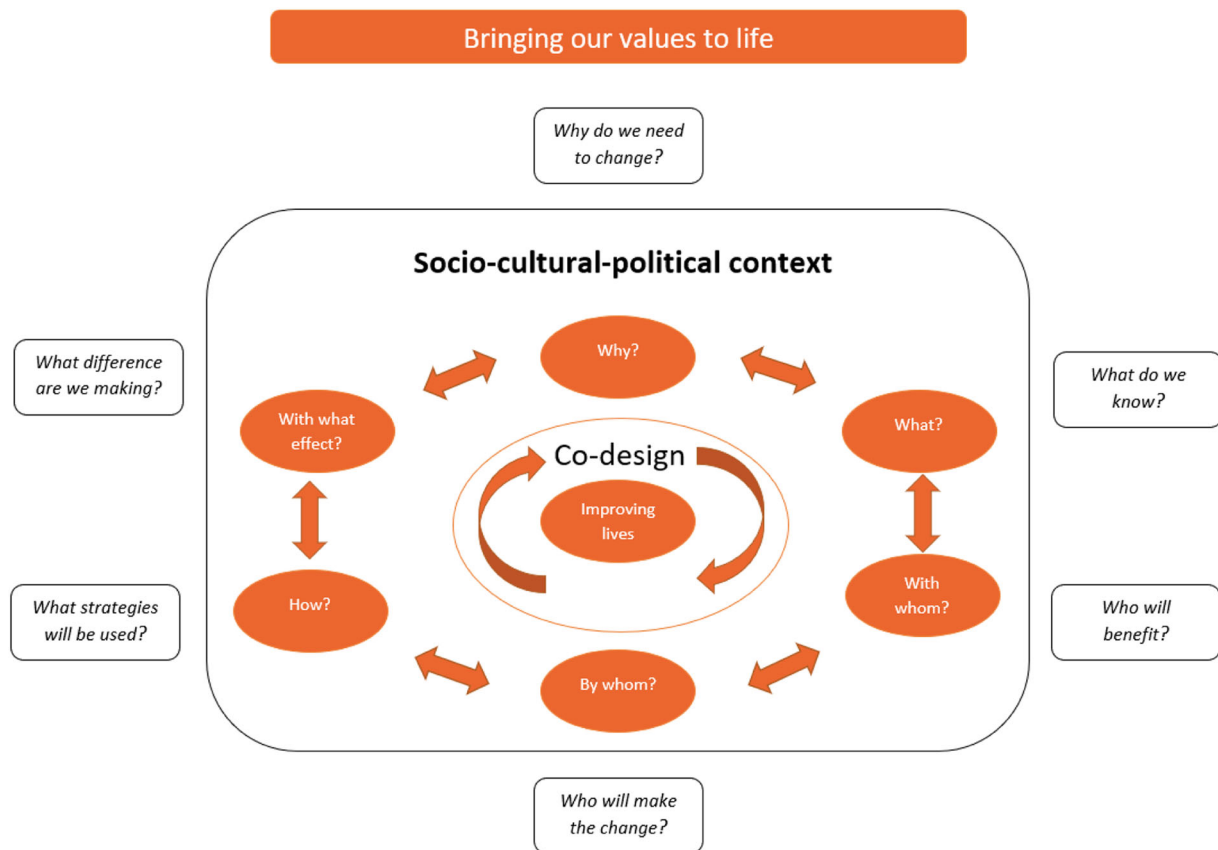 Bringing our values to life
Why do we need
to change?
Socio-cultural-political context
Why?
What difference
are we making?
What do we
know?
With what
effect?
What?
Co-design
Improving
lives
How?
With
whom?
What strategies
will be used?
Who will
benefit?
By whom?
Who will make
the change?